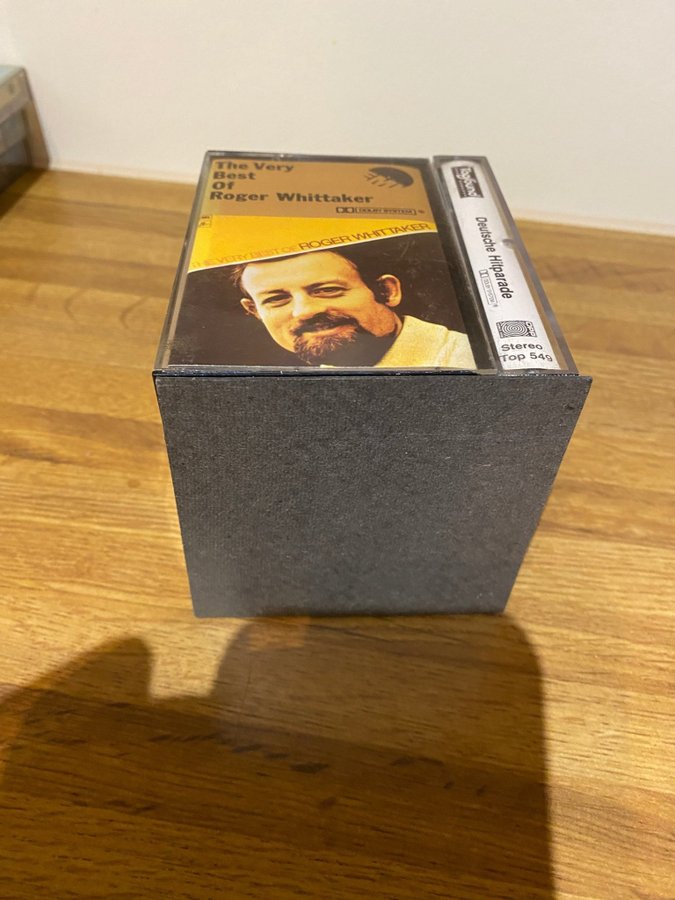 The Very
Best
Of
Roger Whittaker
DOLBY SYSTEM
THE VERY BEST OF ROGER WHITTAKER
Deutsche Hitparade
Stereo
Top 549